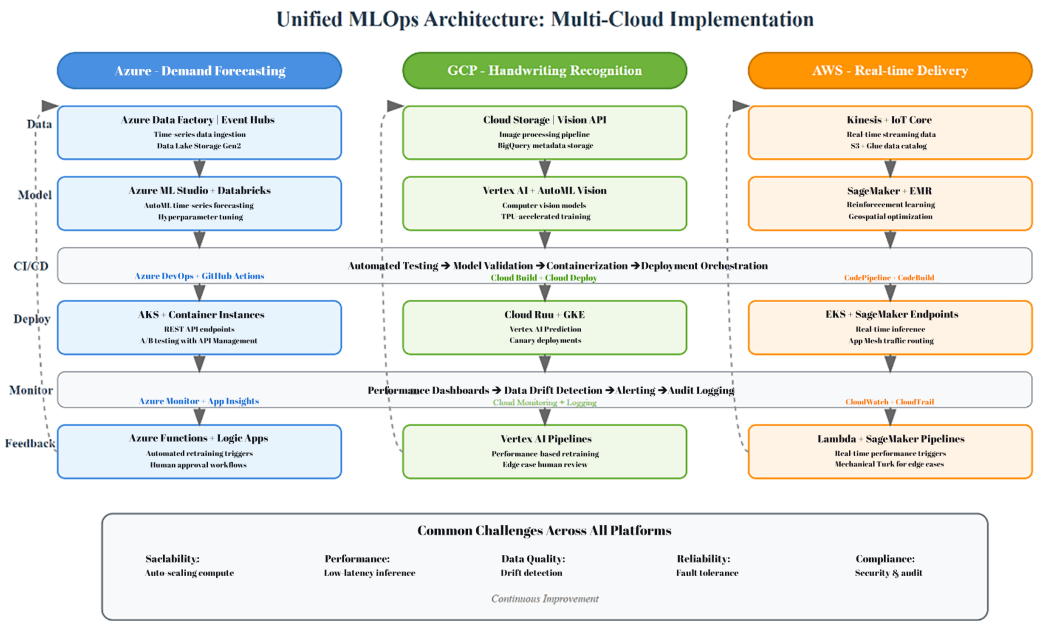 Unified MLOps Architecture: Multi-Cloud Implementation
Azure - Demand Forecasting
GCP - Handwriting Recognition
AWS - Real-time Delivery
Data
Azure Data Factory | Event Hubs
Time-series data ingestion
Data Lake Storage Gen2
Cloud Storage | Vision API
Image processing pipeline
BigQuery metadata storage
Kinesis + IoT Core
Real-time streaming data
S3 + Glue data catalog
Model
Azure ML Studio + Databricks
AutoML time-series forecasting
Hyperparameter tuning
Vertex AI + AutoML Vision
Computer vision models
TPU-accelerated training
SageMaker + EMR
Reinforcement learning
Geospatial optimization
CI/CD
Automated Testing ➔ Model Validation ➔Containerization ➔Deployment Orchestration
Azure DevOps + GitHub Actions
Cloud Build + Cloud Deploy
CodePipeline + CodeBuild
Deploy
AKS + Container Instances
REST API endpoints
A/B testing with API Management
Cloud Ruu + GKE
Vertex AI Prediction
Canary deployments
EKS + SageMaker Endpoints
Real-time inference
App Mesh traffic routing
Monitor
Performance Dashboards ➔ Data Drift Detection ➔Alerting ➔Audit Logging
Azure Monitor + App Insights
Cloud Monitoring + Logging
CloudWatch + CloudTrail
Feedback
Azure Functions + Logic Apps
Automated retraining triggers
Human approval workflows
Vertex AI Pipelines
Performance-based retraining
Edge case human review
Lambda + SageMaker Pipelines
Real-time performance triggers
Mechanical Turk for edge cases
Common Challenges Across All Platforms
Saclability:
Auto-scaling compute
Performance:
Low-latency inference
Data Quality:
Drift detection
Reliability:
Fault tolerance
Compliance:
Security & audit
Continuous Improvement